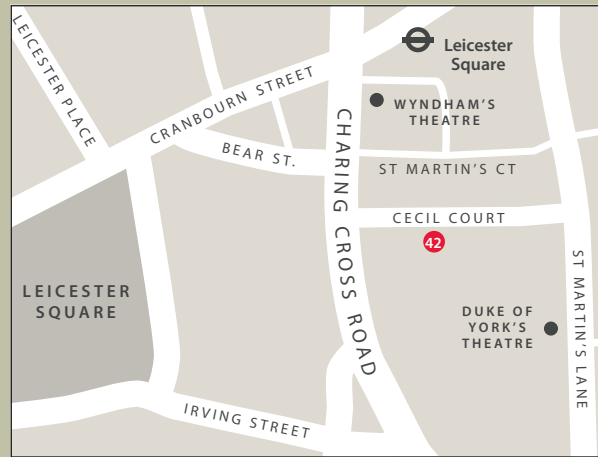 LEICESTER PLACE
CRANBOURN STREET
Leicester
Square
WYNDHAM'S
THEATRE
BEAR ST.
CHARING CROSS ROAD
ST MARTIN'S CT
CECIL COURT
42
LEICESTER
SQUARE
DUKE OF
YORK'S
THEATRE
ST MARTIN'S LANE
IRVING STREET